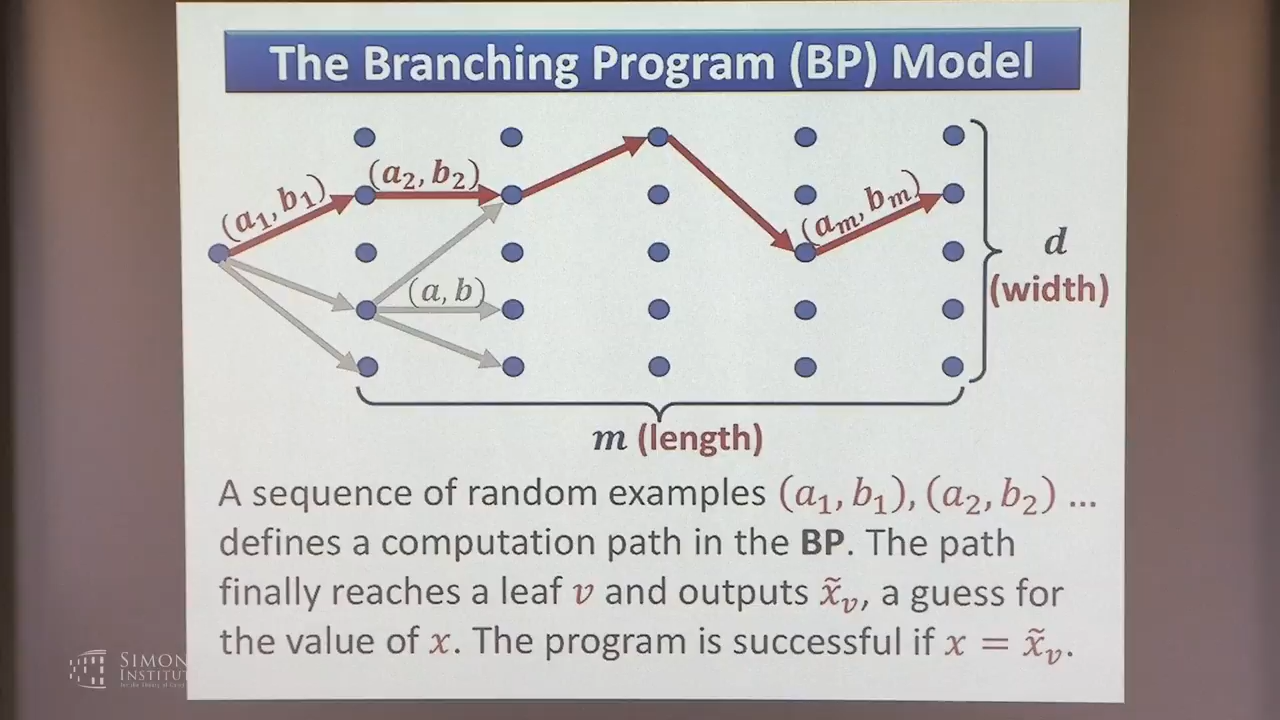 The Branching Program (BP) Model
(a₁, b₁)
(a₂, b₂)
(a, b)
(aₘ, bₘ)
d
(width)
m (length)
A sequence of random examples (a₁, b₁), (a₂, b₂) ...
defines a computation path in the BP. The path
finally reaches a leaf v and outputs x̃ᵥ, a guess for
the value of x. The program is successful if x = x̃ᵥ.
SIMON
INSTITUT